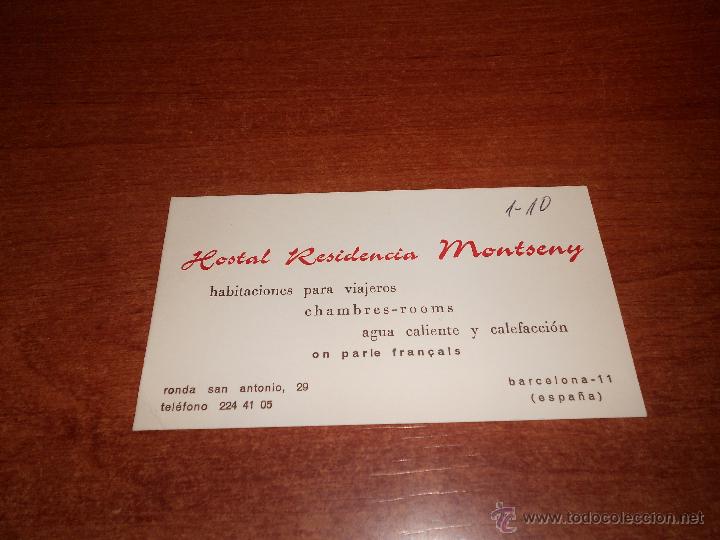 1-10
Hostal Residencia Montseny
habitaciones para viajeros
chambres-rooms
agua caliente y calefacción
on parle français
ronda san antonio, 29
teléfono 224 41 05
barcelona-11
(españa)
© www.todocoleccion.net